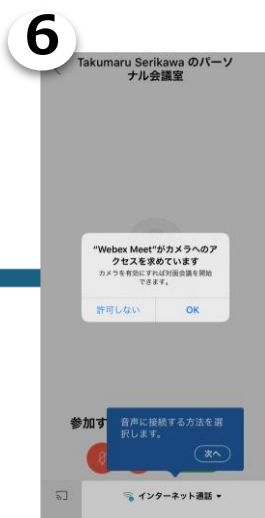 6
Takumaru Serikawa のパーソ
ナル会議室
"Webex Meet"がカメラへのア
クセスを求めています
カメラを有効にすれば対面会議を開始
できます。
許可しない
OK
参加す
音声に接続する方法を選
択します。
次へ
インターネット通話